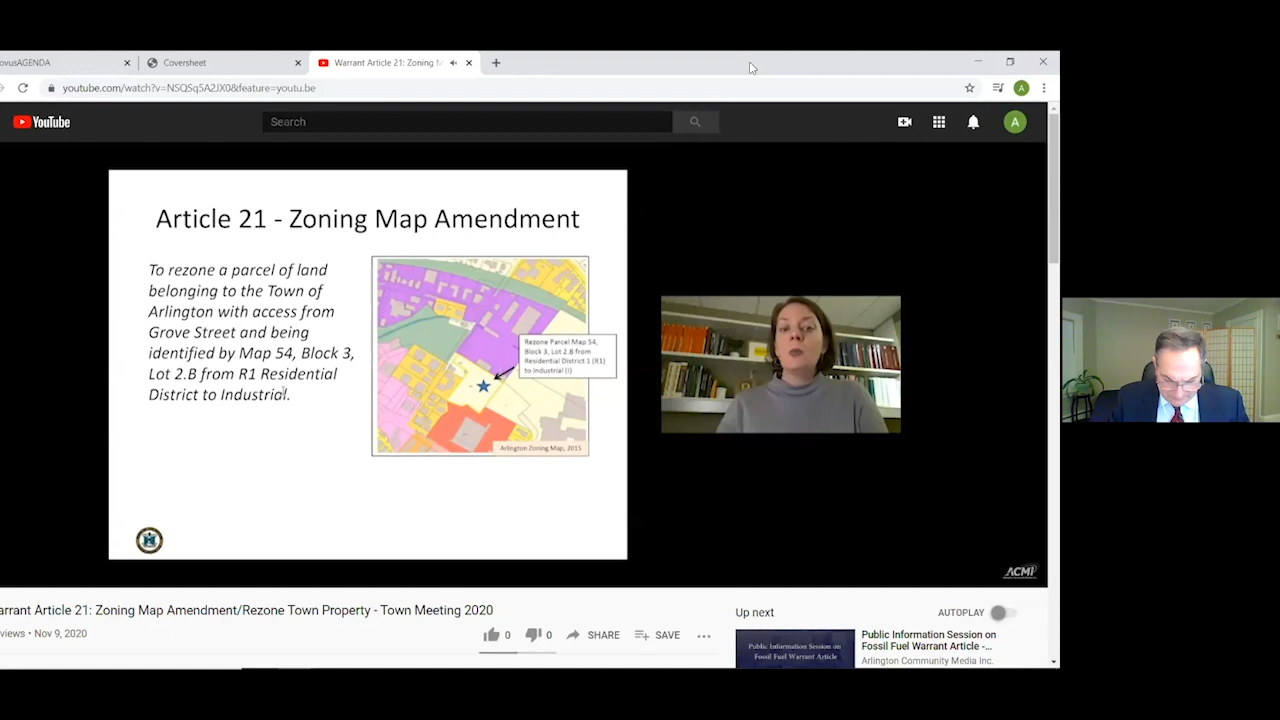 ovusAGENDA
Coversheet
Warrant Article 21: Zoning M
youtube.com/watch?v=NSQSq5A2JX0&feature=youtu.be
A
YouTube
Search
A
Article 21 - Zoning Map Amendment
To rezone a parcel of land
belonging to the Town of
Arlington with access from
Grove Street and being
identified by Map 54, Block 3,
Lot 2.B from R1 Residential
District to Industrial.
Rezone Parcel Map 54,
Block 3, Lot 2.B from
Residential District 1 (R1)
to Industrial (I)
Arlington Zoning Map, 2015
ACMi
arrant Article 21: Zoning Map Amendment/Rezone Town Property - Town Meeting 2020
views • Nov 9, 2020
0
0
SHARE
SAVE
Up next
AUTOPLAY
Public Information Session on
Fossil Fuel Warrant Article
Public Information Session on
Fossil Fuel Warrant Article -...
Arlington Community Media Inc.